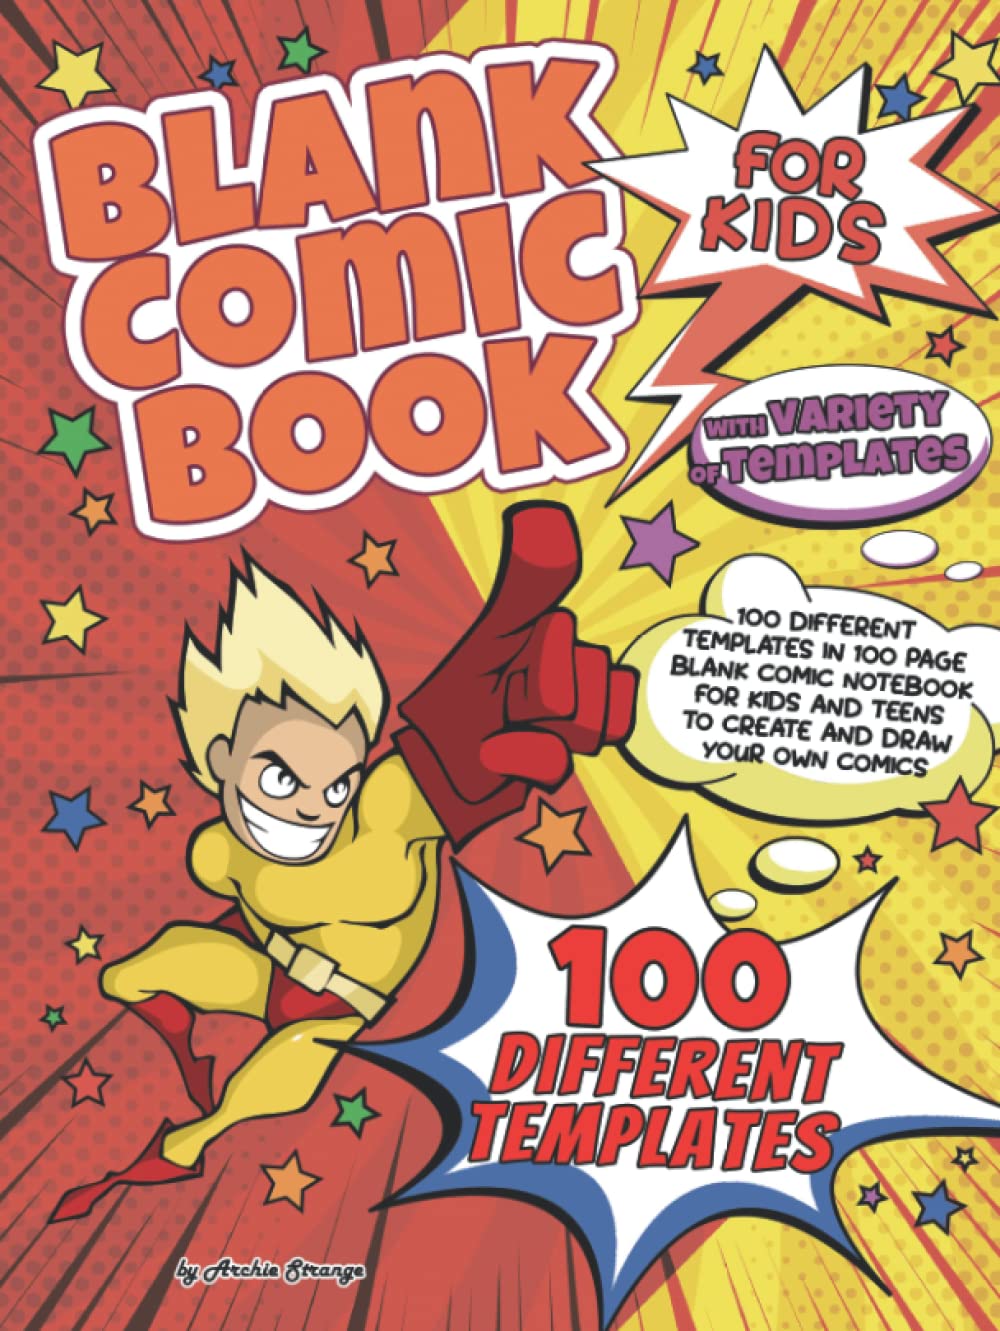 BLANK
COMIC
BOOK
FOR
KIDS
WITH VARIETY
OF TEMPLATES
100 DIFFERENT
TEMPLATES IN 100 PAGE
BLANK COMIC NOTEBOOK
FOR KIDS AND TEENS
TO CREATE AND DRAW
YOUR OWN COMICS
100
DIFFERENT
TEMPLATES
by Archie Strange